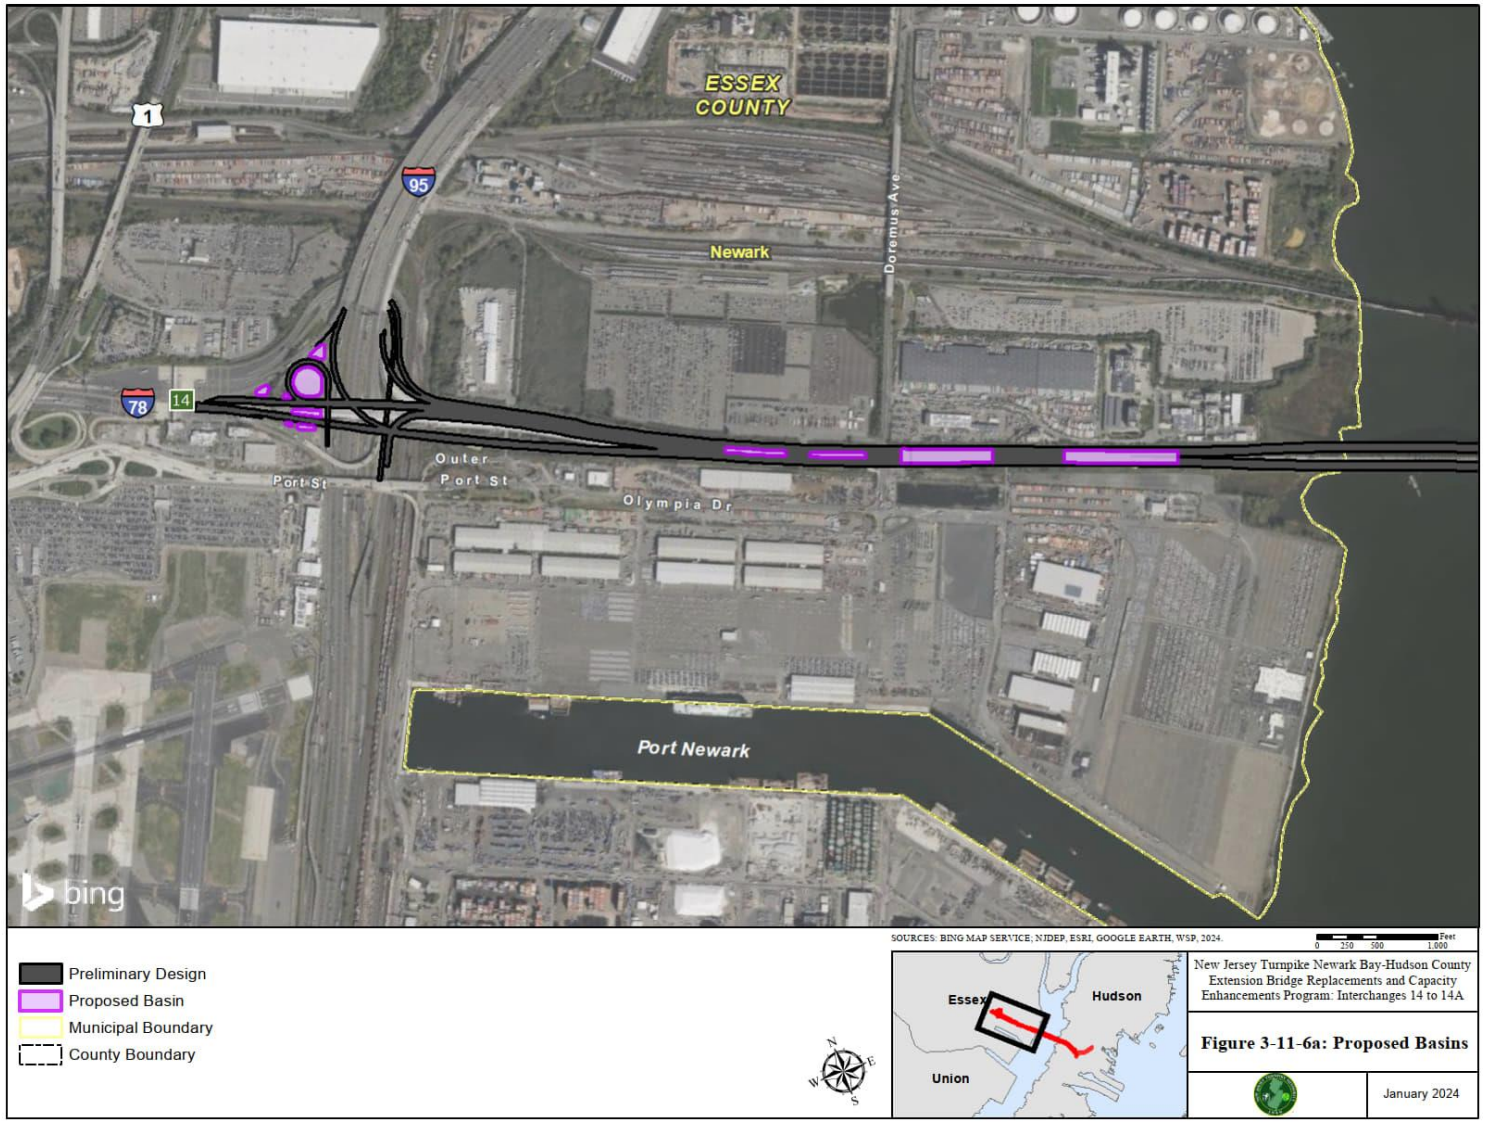 ESSEX
COUNTY
1
95
Doremus Ave
Newark
78
14
Outer
Port St
Port St
Olympia Dr
Port Newark
bing
SOURCES: BING MAP SERVICE; NJDEP, ESRI, GOOGLE EARTH, WSP, 2024.
Feet
0 250 500 1,000
Preliminary Design
Proposed Basin
Municipal Boundary
County Boundary
N
W E
S
Essex
Hudson
Union
New Jersey Turnpike Newark Bay-Hudson County
Extension Bridge Replacements and Capacity
Enhancements Program: Interchanges 14 to 14A
Figure 3-11-6a: Proposed Basins
January 2024